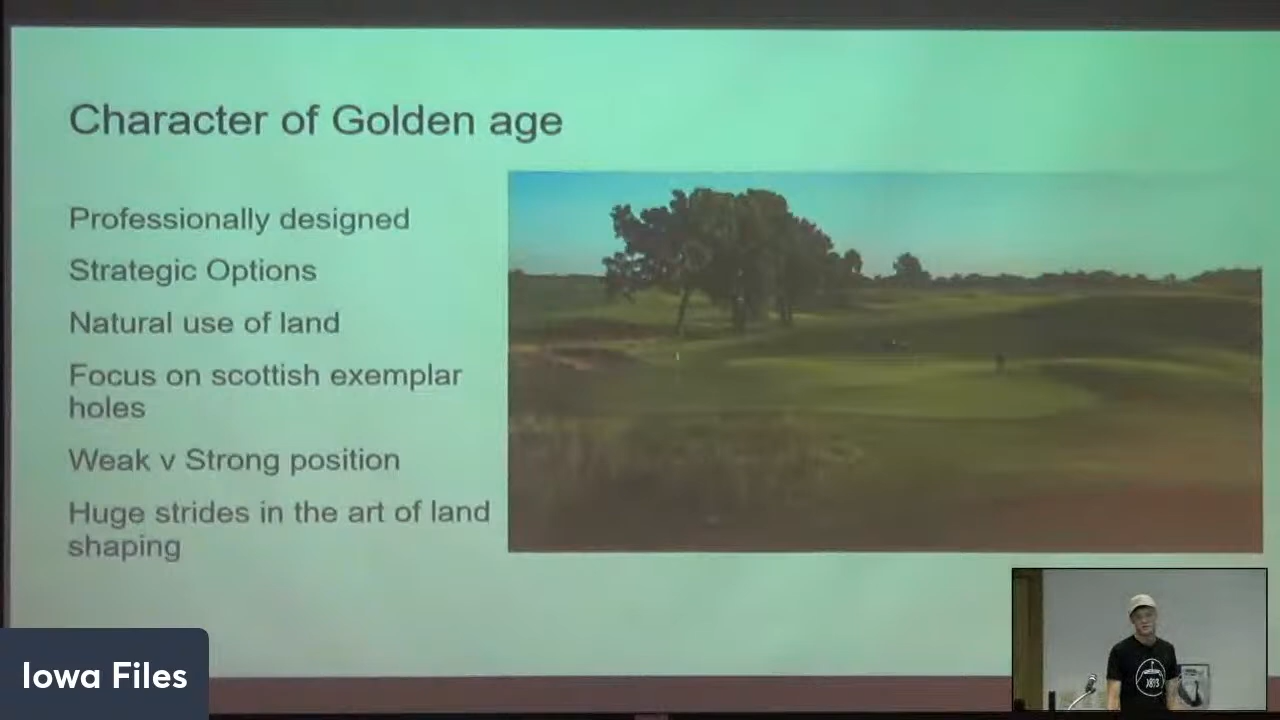 Character of Golden age
Professionally designed
Strategic Options
Natural use of land
Focus on scottish exemplar
holes
Weak v Strong position
Huge strides in the art of land
shaping
Iowa Files